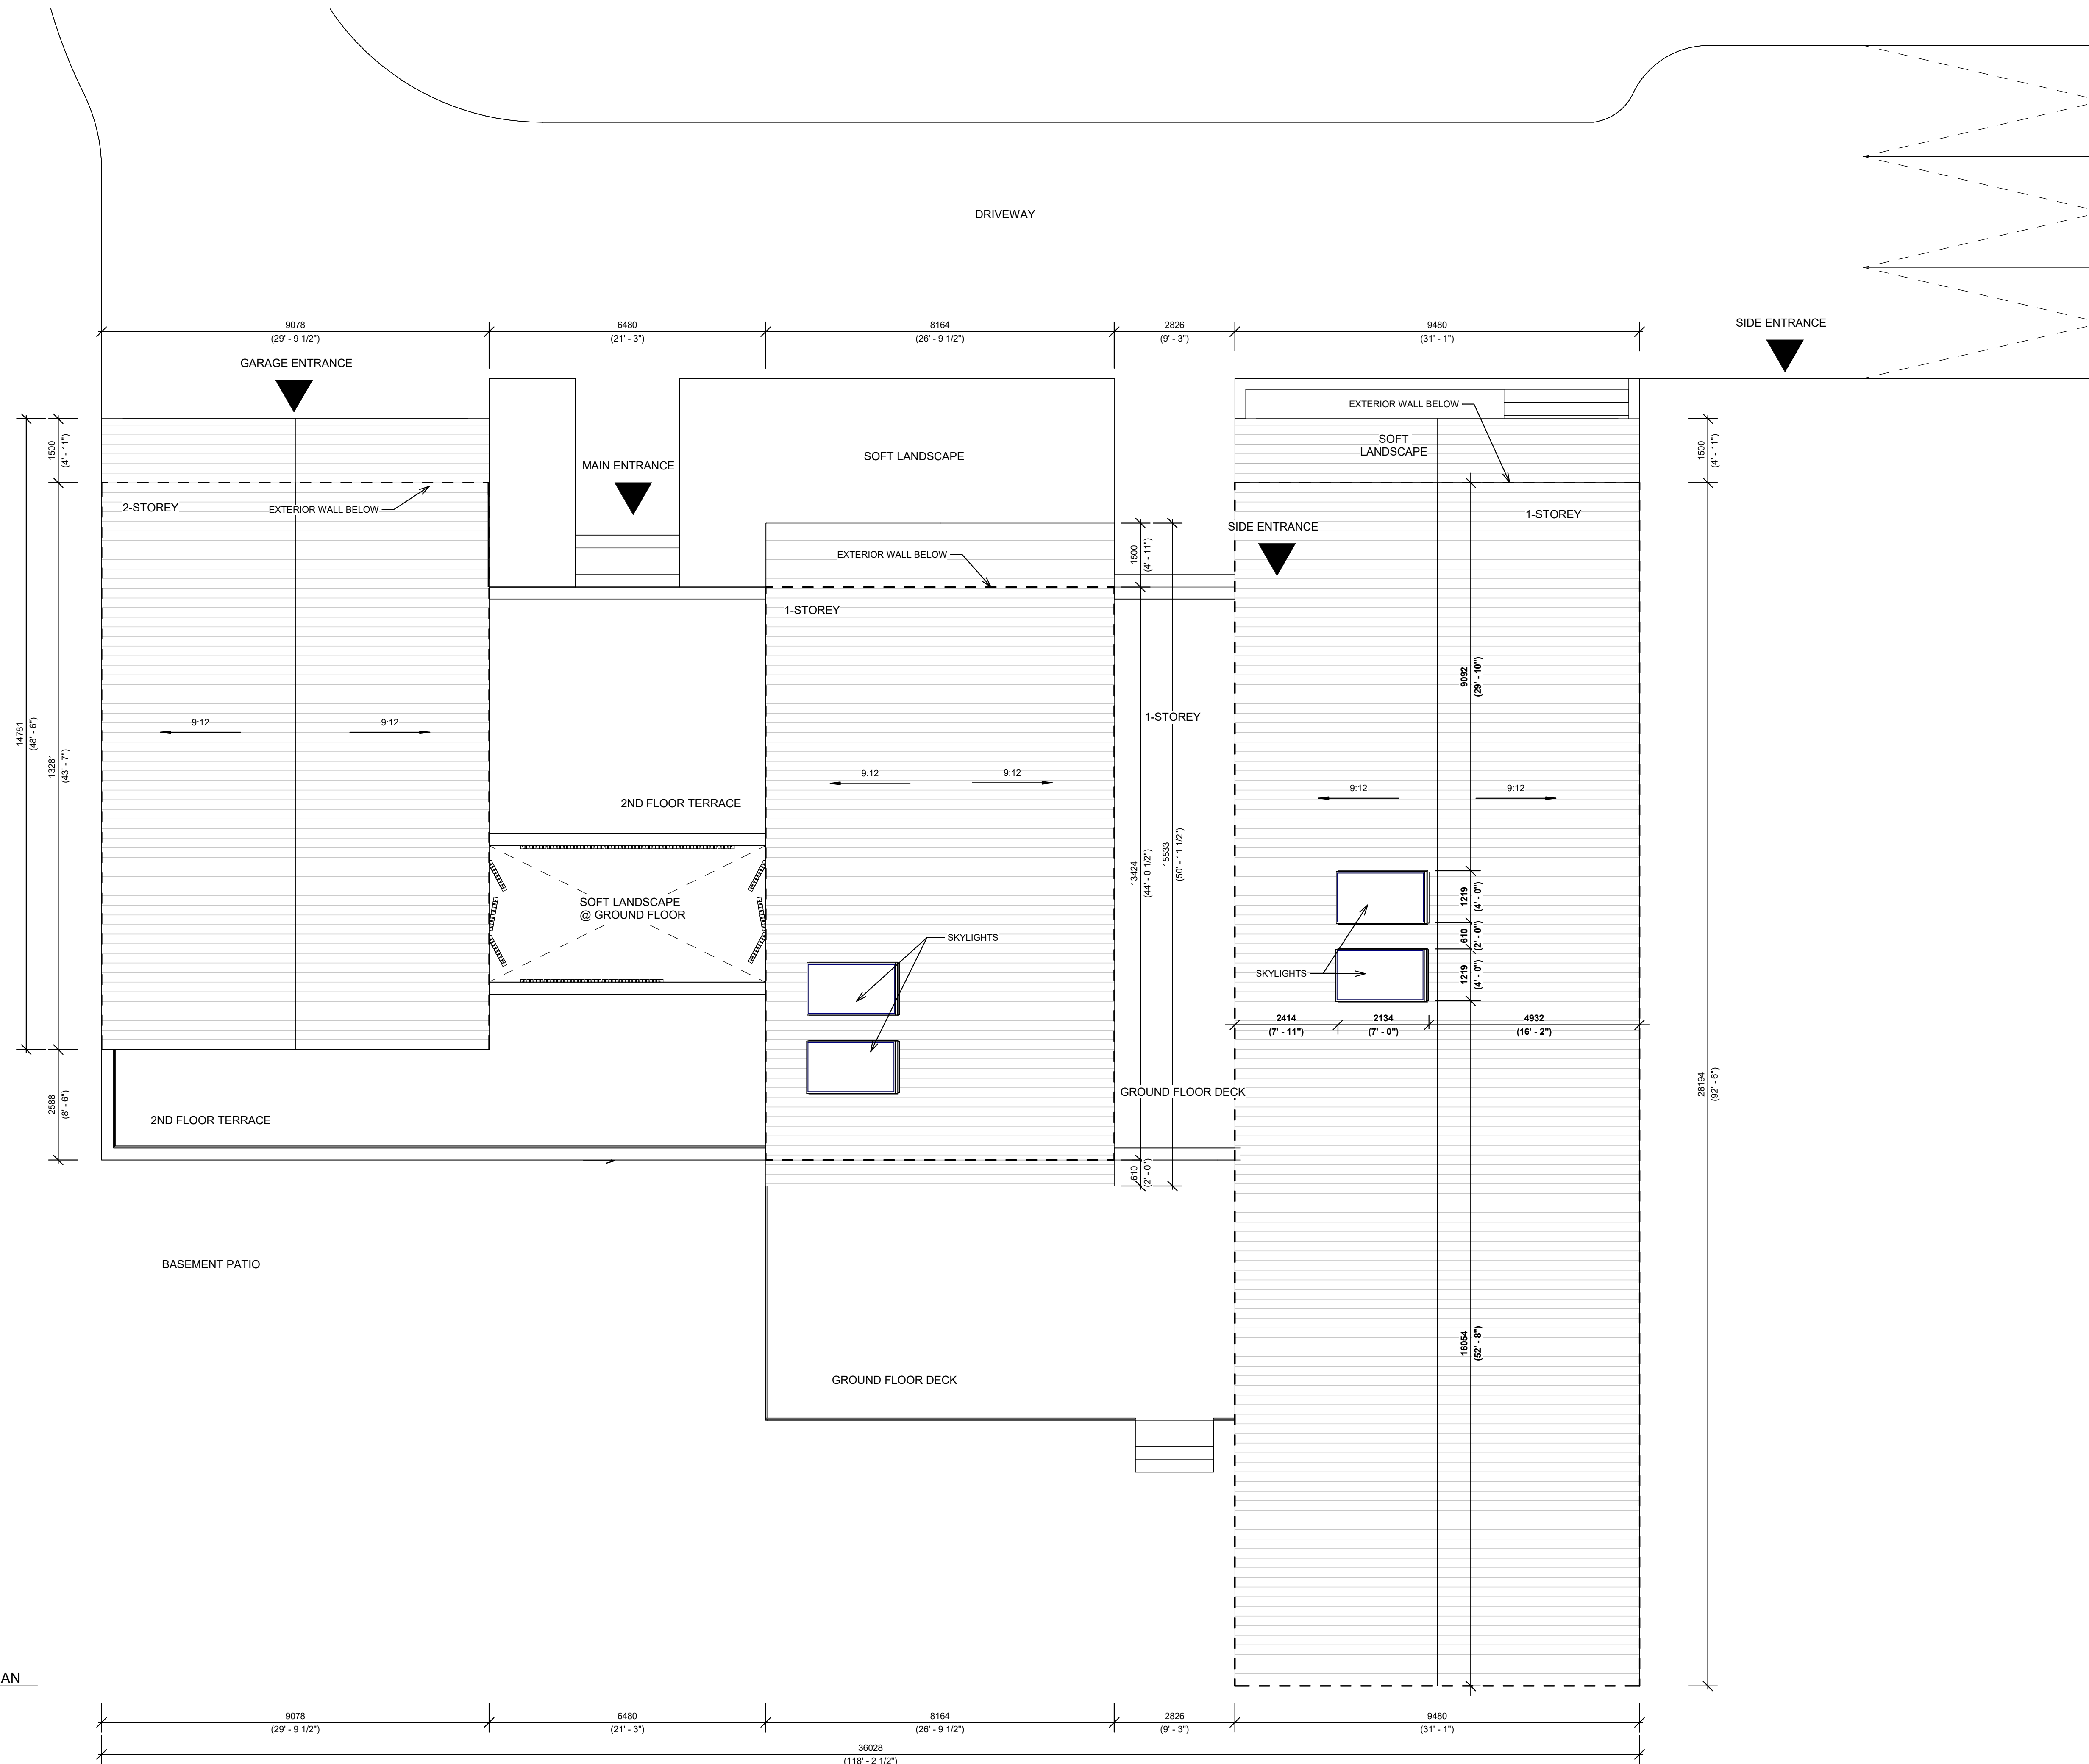 DRIVEWAY
9078
(29' - 9 1/2")
6480
(21' - 3")
8164
(26' - 9 1/2")
2826
(9' - 3")
9480
(31' - 1")
SIDE ENTRANCE
GARAGE ENTRANCE
MAIN ENTRANCE
SOFT LANDSCAPE
EXTERIOR WALL BELOW
SOFT
LANDSCAPE
1500
(4' - 11")
1500
(4' - 11")
2-STOREY
EXTERIOR WALL BELOW
1-STOREY
SIDE ENTRANCE
EXTERIOR WALL BELOW
1500
(4' - 11")
1-STOREY
9092
(29' - 10")
1-STOREY
14781
(48' - 6")
13281
(43' - 7")
9:12
9:12
9:12
9:12
9:12
9:12
2ND FLOOR TERRACE
13424
(44' - 0 1/2")
15533
(50' - 11 1/2")
SOFT LANDSCAPE
@ GROUND FLOOR
SKYLIGHTS
1219
(4' - 0")
610
(2' - 0")
1219
(4' - 0")
SKYLIGHTS
2414
(7' - 11")
2134
(7' - 0")
4932
(16' - 2")
2588
(8' - 6")
2ND FLOOR TERRACE
GROUND FLOOR DECK
28194
(92' - 6")
610
(2' - 0")
BASEMENT PATIO
GROUND FLOOR DECK
16054
(52' - 8")
AN
9078
(29' - 9 1/2")
6480
(21' - 3")
8164
(26' - 9 1/2")
2826
(9' - 3")
9480
(31' - 1")
36028
(118' - 2 1/2")